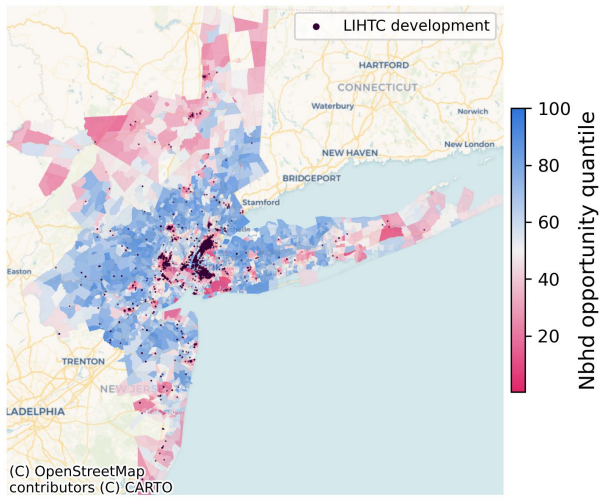 LIHTC development
HARTFORD
CONNECTICUT
Waterbury
Norwich
New London
NEW HAVEN
BRIDGEPORT
Stamford
Easton
TRENTON
NEW JERS
LADELPHIA
(C) OpenStreetMap
contributors (C) CARTO
100
80
60
40
20
Nbhd opportunity quantile